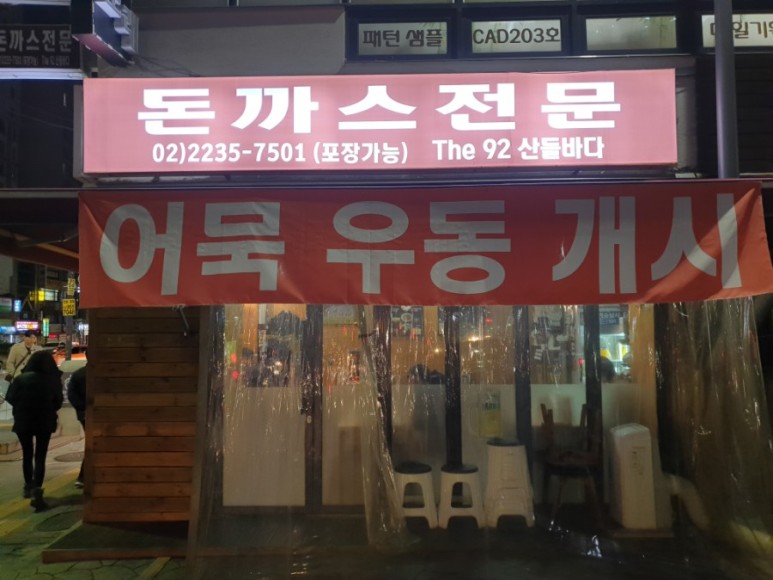 돈까스전문
패턴 샘플
CAD203호
돈까스전문
02)2235-7501 (포장가능) The 92 산들바다
어묵 우동 개시